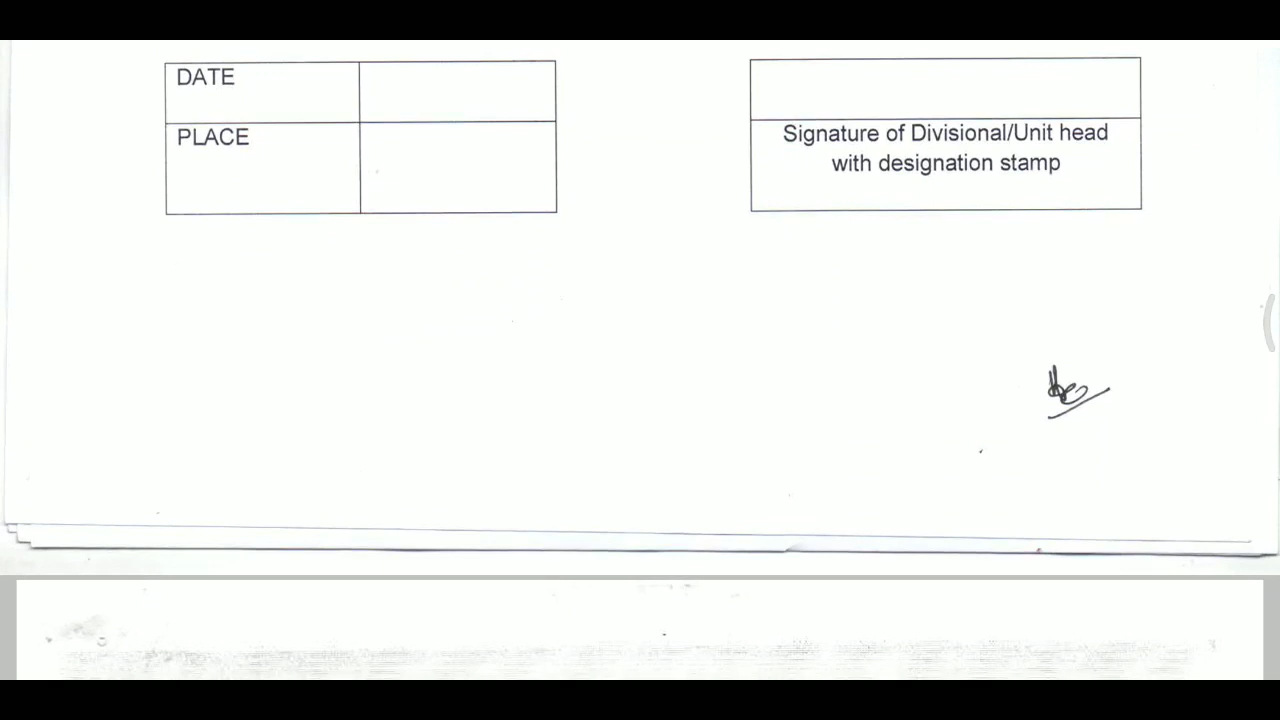 DATE
PLACE
Signature of Divisional/Unit head
with designation stamp